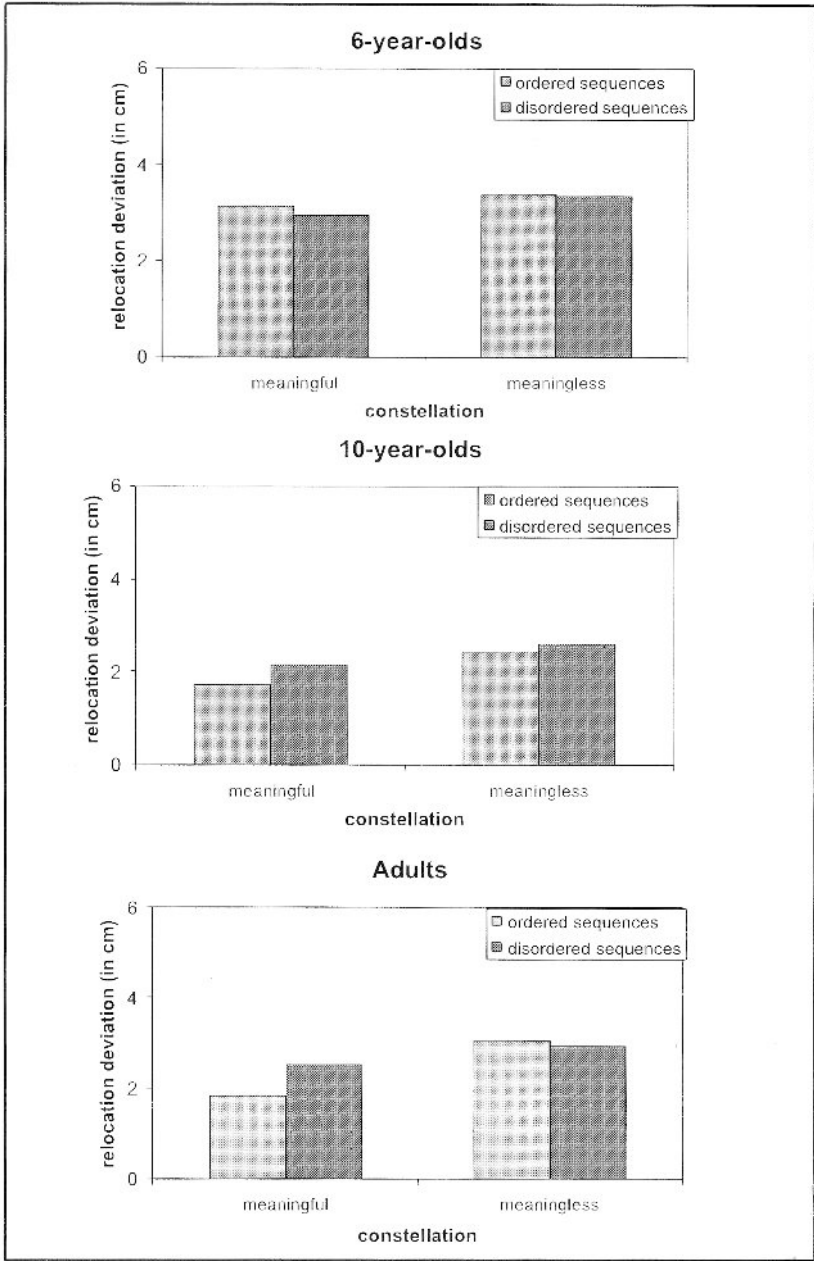 6-year-olds
6
ordered sequences
disordered sequences
4
2
0
relocation deviation (in cm)
meaningful meaningless
constellation
10-year-olds
6
ordered sequences
disordered sequences
4
2
0
relocation deviation (in cm)
meaningful meaningless
constellation
Adults
6
ordered sequences
disordered sequences
4
2
0
relocation deviation (in cm)
meaningful meaningless
constellation